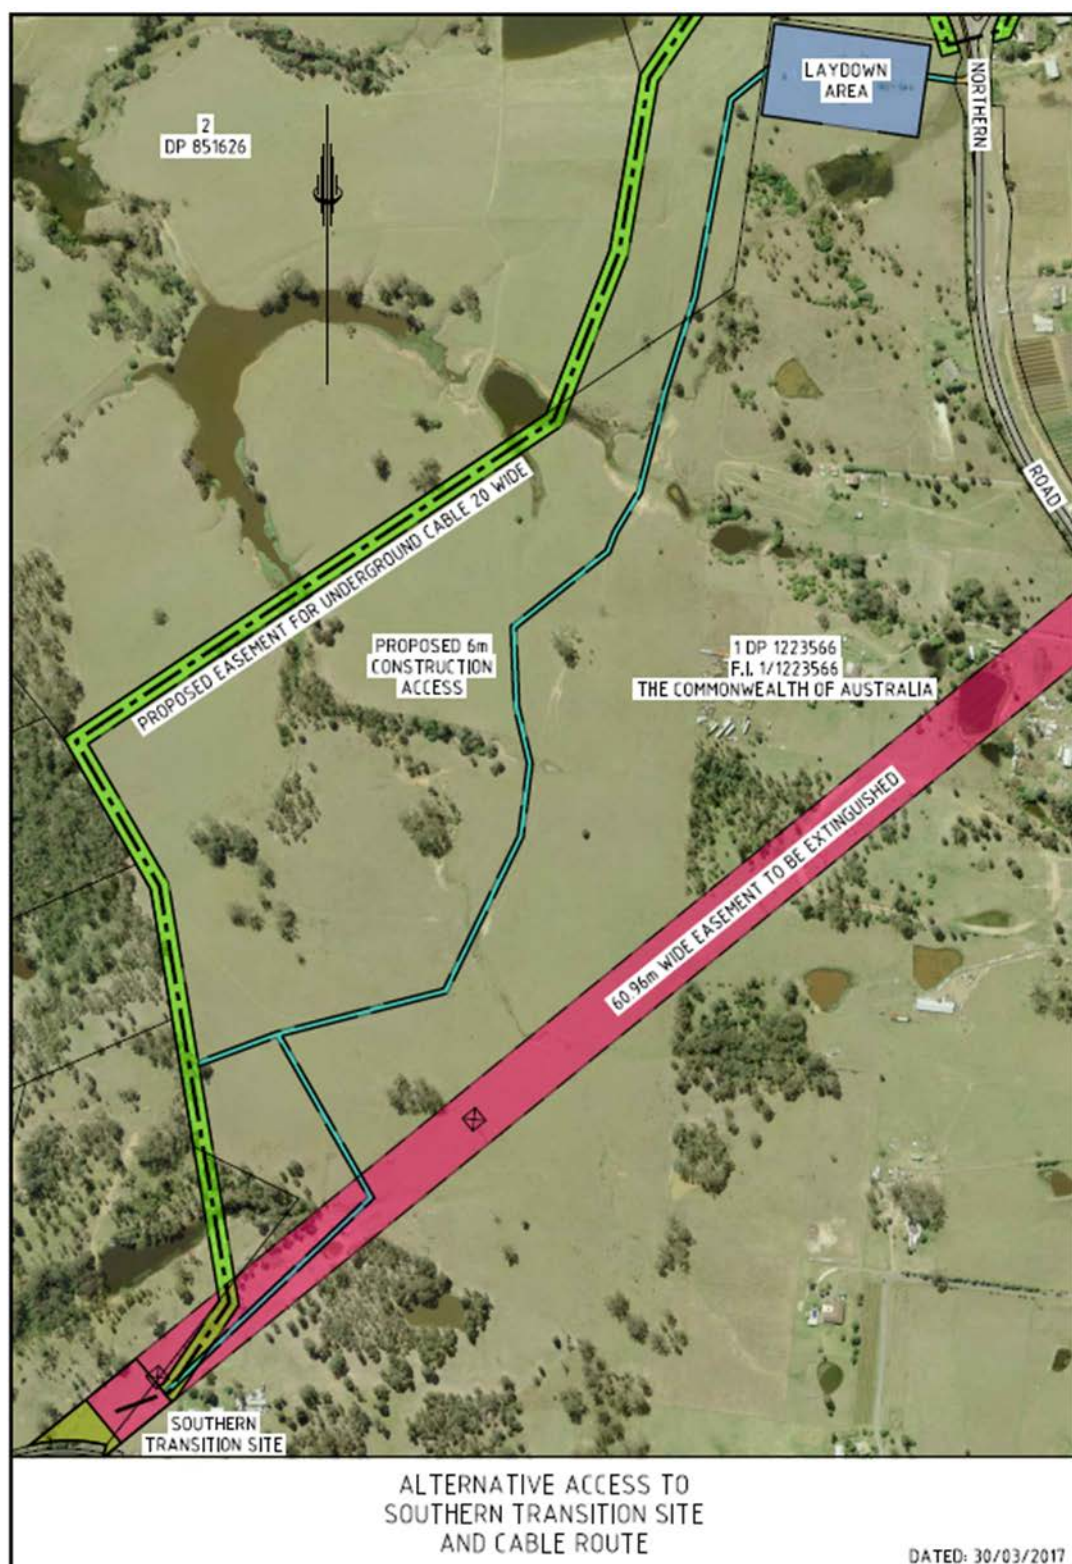 LAYDOWN
AREA
NORTHERN
2
DP 851626
ROAD
PROPOSED EASEMENT FOR UNDERGROUND CABLE 20 WIDE
PROPOSED 6m
CONSTRUCTION
ACCESS
1 DP 1223566
F.I. 1/1223566
THE COMMONWEALTH OF AUSTRALIA
60.96m WIDE EASEMENT TO BE EXTINGUISHED
SOUTHERN
TRANSITION SITE
ALTERNATIVE ACCESS TO
SOUTHERN TRANSITION SITE
AND CABLE ROUTE
DATED: 30/03/2017